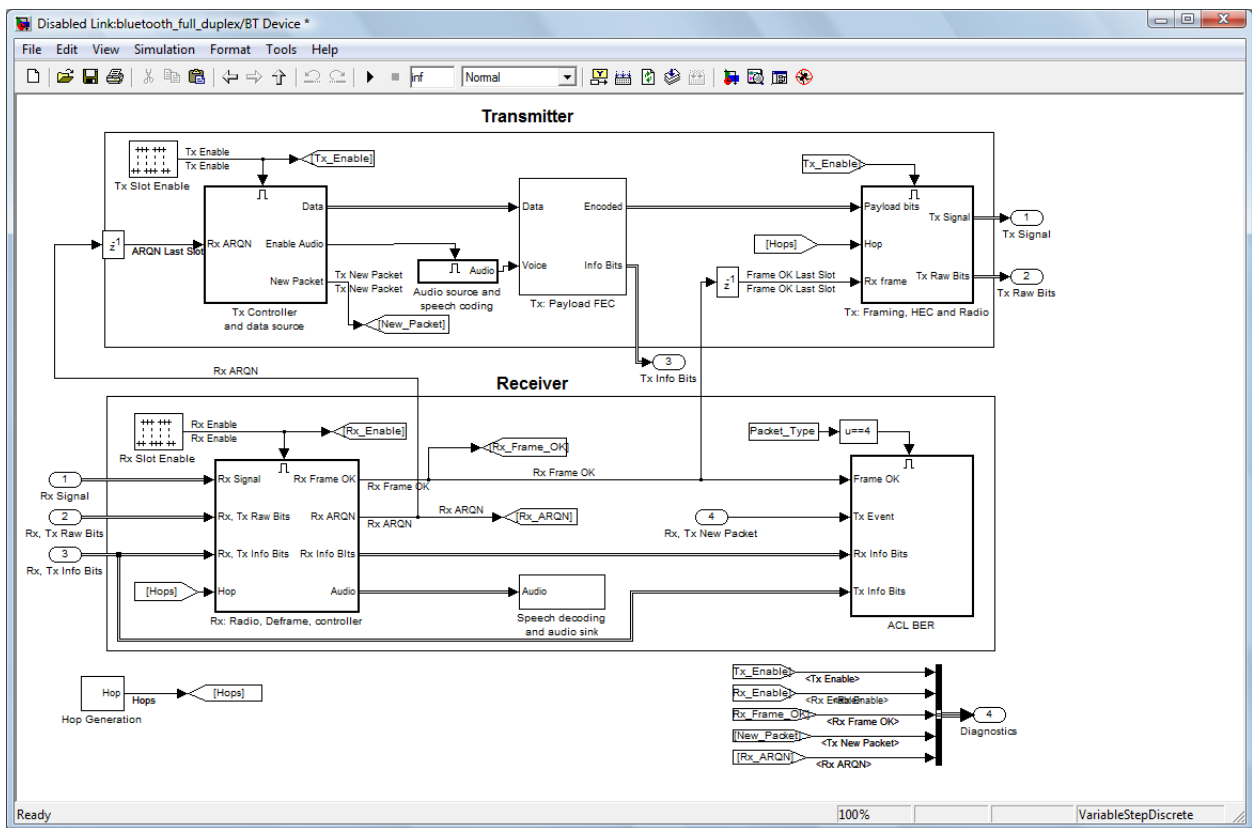 Disabled Link:bluetooth_full_duplex/BT Device *
File Edit View Simulation Format Tools Help
inf Normal
Transmitter
Tx Enable
Tx Enable
[Tx_Enable]
Tx Slot Enable
Tx_Enable]
Data
Data
Encoded
Payload bits
Tx Signal
1
Tx Signal
z-1
ARQN Last Slot
Rx ARQN
Enable Audio
[Hops]
Hop
Audio
Voice
Info Bits
New Packet
Tx New Packet
Tx New Packet
z-1
Frame OK Last Slot
Frame OK Last Slot
Rx frame
Tx Raw Bits
2
Tx Raw Bits
Audio source and
speech coding
Tx: Payload FEC
Tx Controller
and data source
[New_Packet]
Tx: Framing, HEC and Radio
3
Tx Info Bits
Rx ARQN
Receiver
Rx Enable
Rx Enable
[Rx_Enable]
Rx Slot Enable
Packet_Type
u==4
[Rx_Frame_OK]
1
Rx Signal
Rx Signal
Rx Frame OK
Rx Frame OK
Rx Frame OK
Frame OK
2
Rx, Tx Raw Bits
Rx, Tx Raw Bits
Rx ARQN
Rx ARQN
Rx ARQN
[Rx_ARQN]
4
Rx, Tx New Packet
Tx Event
3
Rx, Tx Info Bits
Rx, Tx Info Bits
Rx Info BIts
Rx Info Bits
[Hops]
Hop
Audio
Audio
Tx Info Bits
Rx: Radio, Deframe, controller
Speech decoding
and audio sink
ACL BER
Hop
Hops
[Hops]
Hop Generation
Tx_Enable]
<Tx Enable>
Rx_Enable]
<Rx Enable>
<Rx Enable>
Rx_Frame_OK]
<Rx Frame OK>
[New_Packet]
<Tx New Packet>
[Rx_ARQN]
<Rx ARQN>
4
Diagnostics
Ready
100%
VariableStepDiscrete